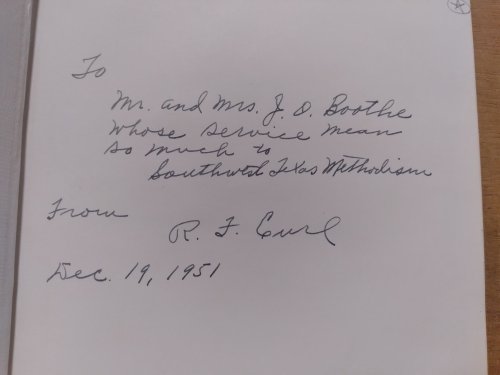 To
Mr. and Mrs. J. O. Boothe
whose service mean
so much to
Southwest Texas Methodism
From
R. F. Curl
Dec. 19, 1951